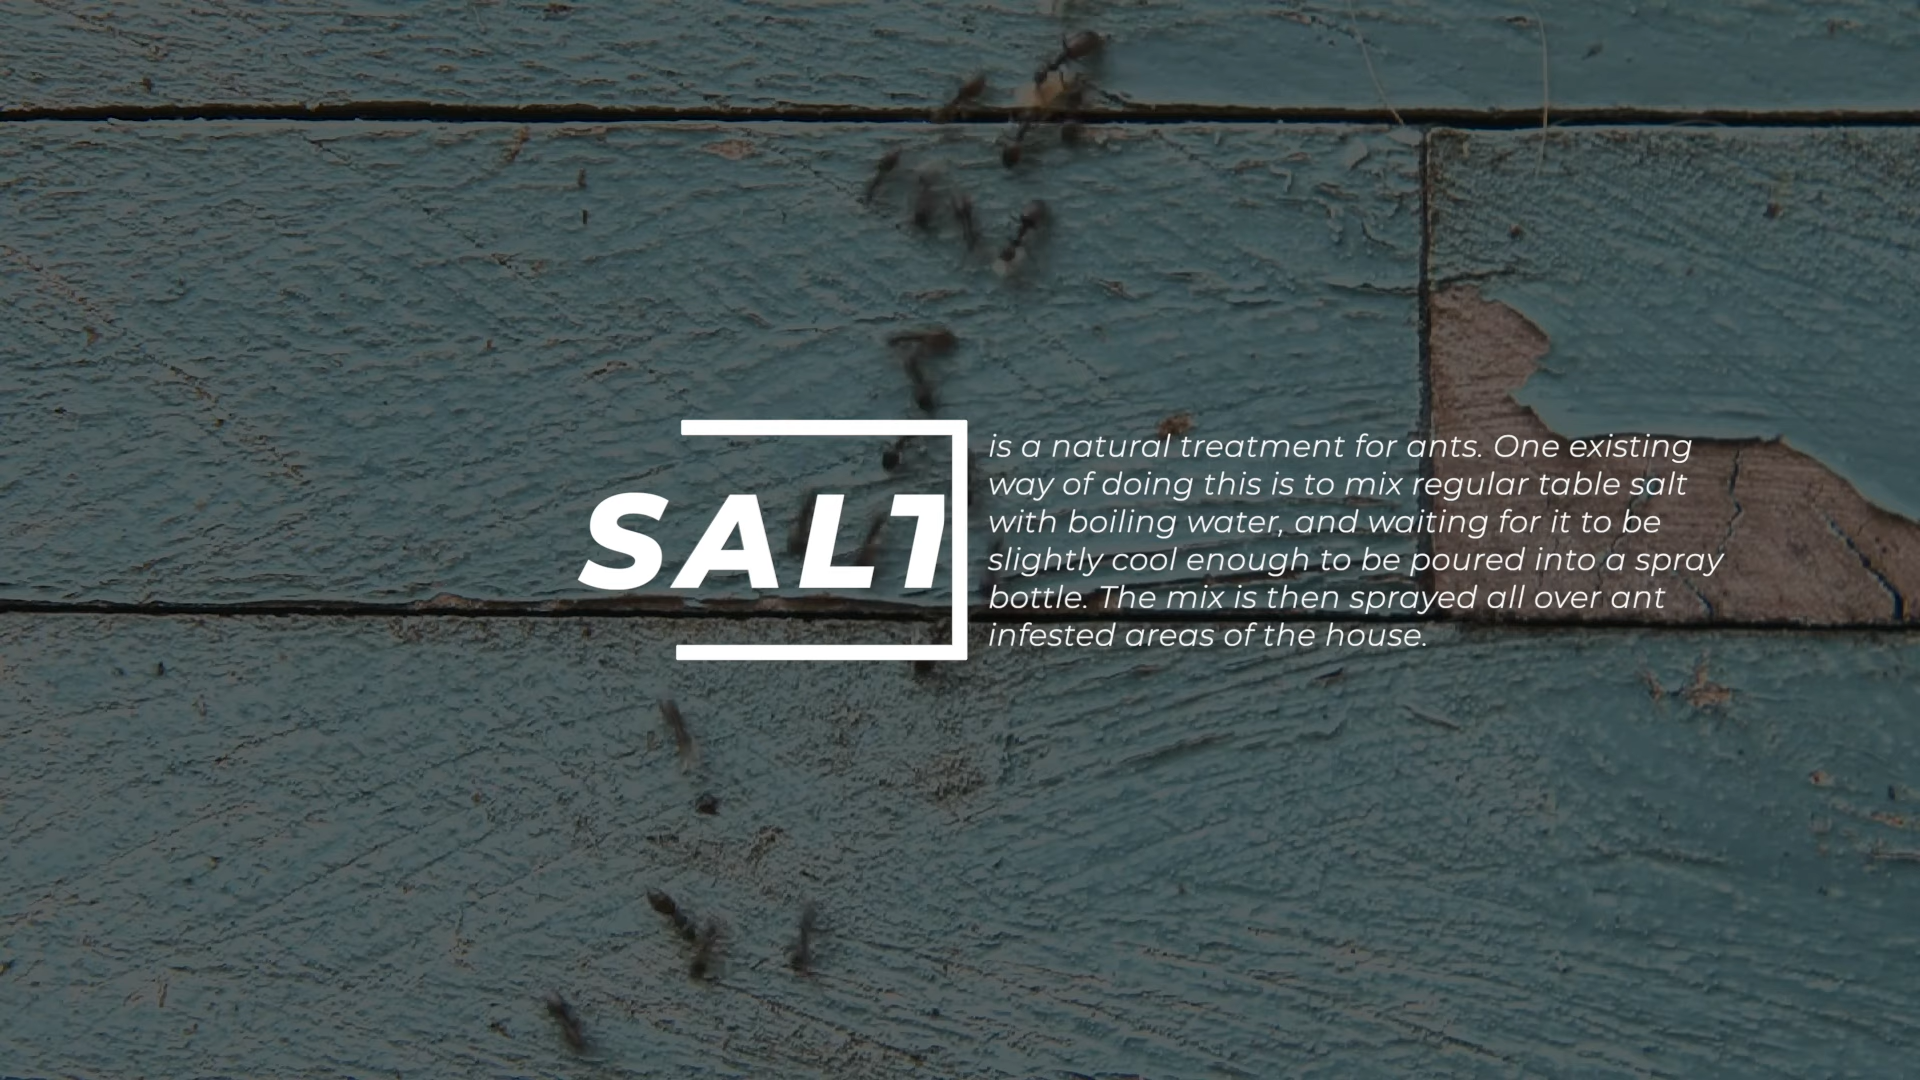 SALT
is a natural treatment for ants. One existing
way of doing this is to mix regular table salt
with boiling water, and waiting for it to be
slightly cool enough to be poured into a spray
bottle. The mix is then sprayed all over ant
infested areas of the house.